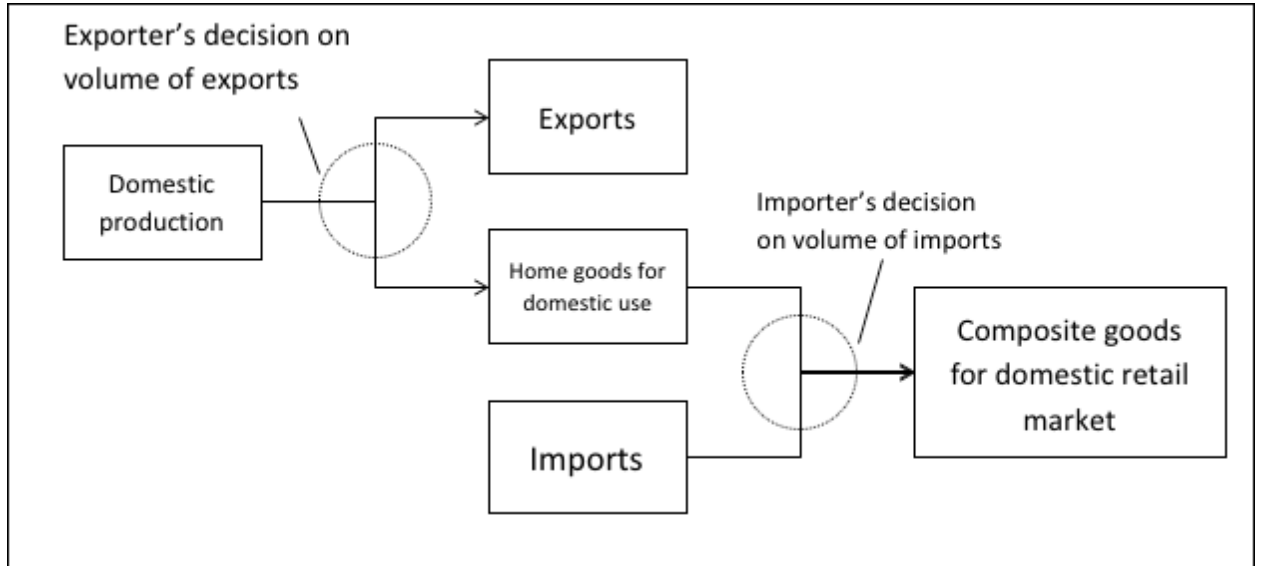 Exporter’s decision on
volume of exports
Exports
Domestic
production
Importer’s decision
on volume of imports
Home goods for
domestic use
Composite goods
for domestic retail
market
Imports